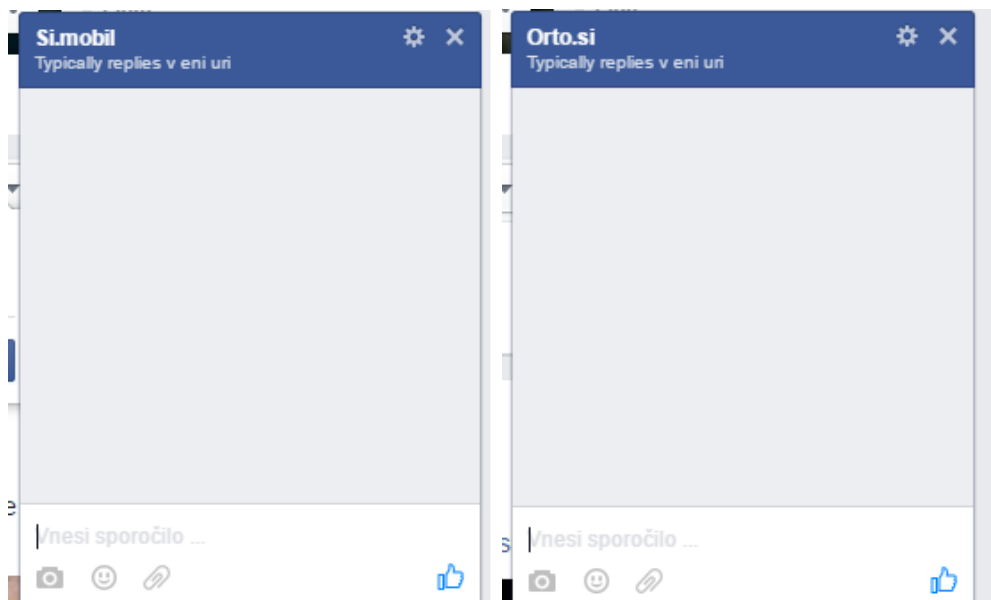 Si.mobil
Typically replies v eni uri
Vnesi sporočilo ...
Orto.si
Typically replies v eni uri
Vnesi sporočilo ...